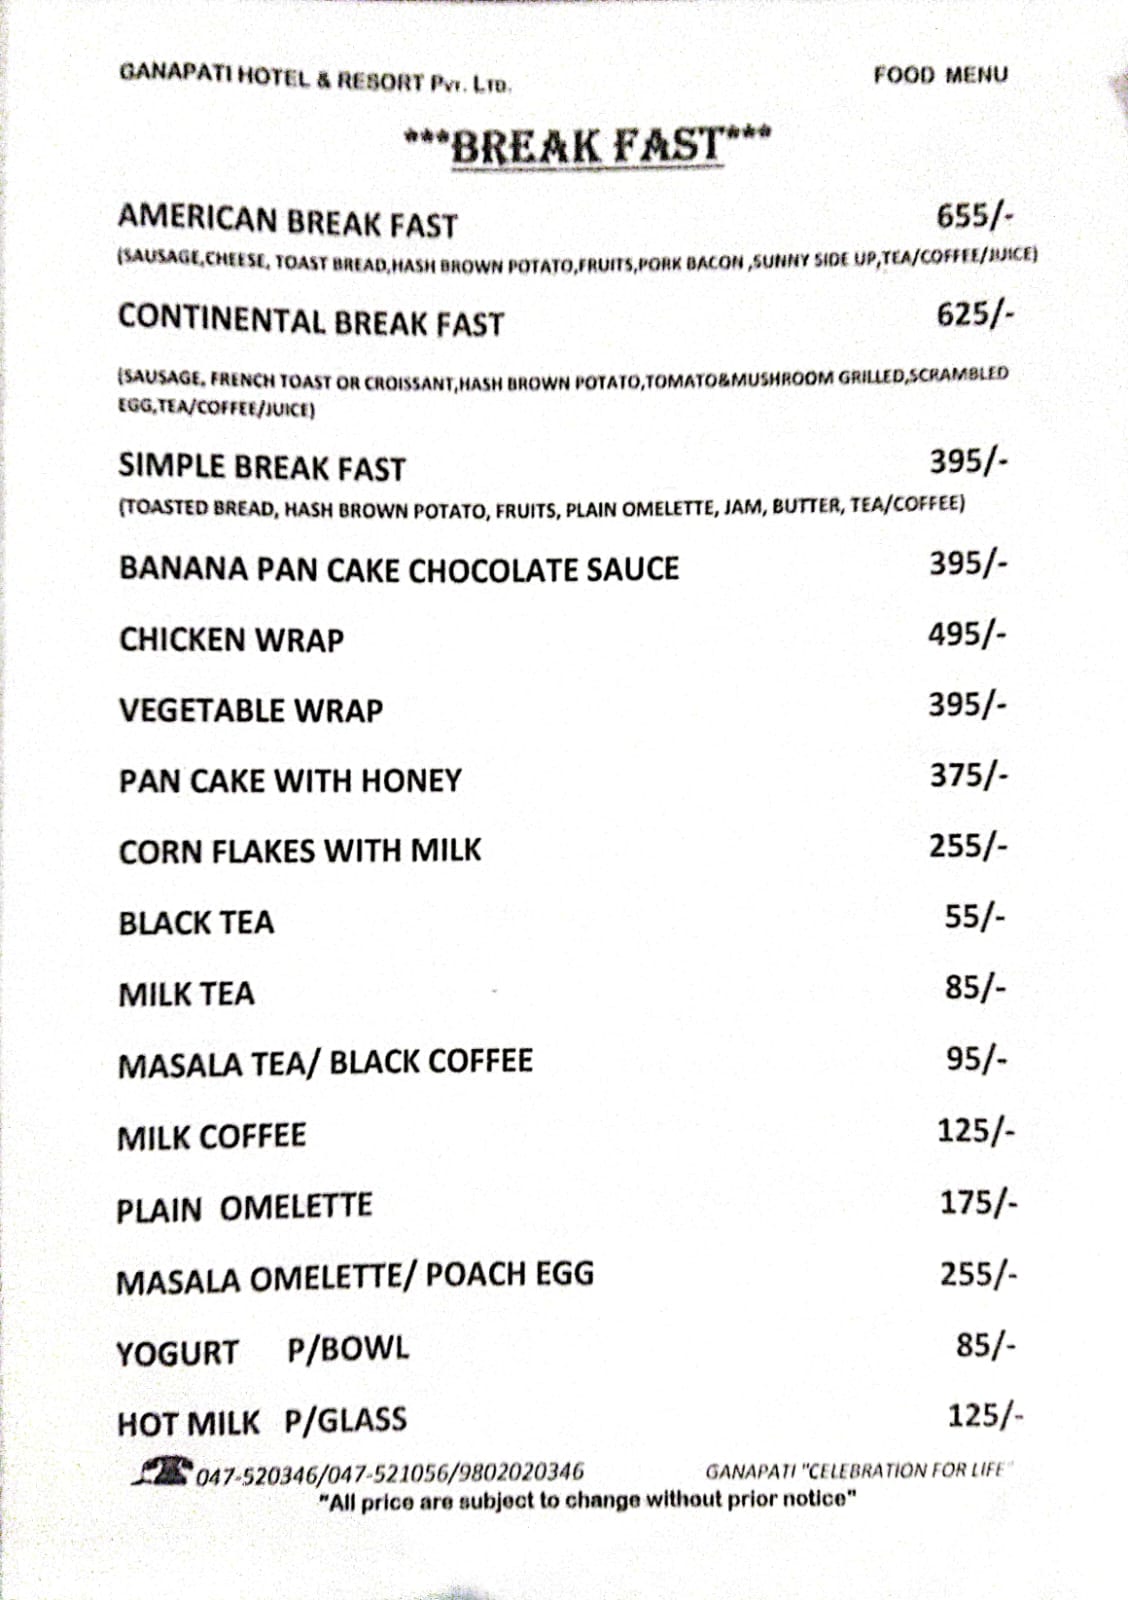 GANAPATI HOTEL & RESORT Pvt. Ltd. FOOD MENU
***BREAK FAST***
AMERICAN BREAK FAST 655/-
(SAUSAGE,CHEESE, TOAST BREAD,HASH BROWN POTATO,FRUITS,PORK BACON ,SUNNY SIDE UP,TEA/COFFEE/JUICE)
CONTINENTAL BREAK FAST 625/-
(SAUSAGE, FRENCH TOAST OR CROISSANT,HASH BROWN POTATO,TOMATO&MUSHROOM GRILLED,SCRAMBLED
EGG,TEA/COFFEE/JUICE)
SIMPLE BREAK FAST 395/-
(TOASTED BREAD, HASH BROWN POTATO, FRUITS, PLAIN OMELETTE, JAM, BUTTER, TEA/COFFEE)
BANANA PAN CAKE CHOCOLATE SAUCE 395/-
CHICKEN WRAP 495/-
VEGETABLE WRAP 395/-
PAN CAKE WITH HONEY 375/-
CORN FLAKES WITH MILK 255/-
BLACK TEA 55/-
MILK TEA 85/-
MASALA TEA/ BLACK COFFEE 95/-
MILK COFFEE 125/-
PLAIN OMELETTE 175/-
MASALA OMELETTE/ POACH EGG 255/-
YOGURT P/BOWL 85/-
HOT MILK P/GLASS 125/-
047-520346/047-521056/9802020346 GANAPATI "CELEBRATION FOR LIFE"
"All price are subject to change without prior notice"